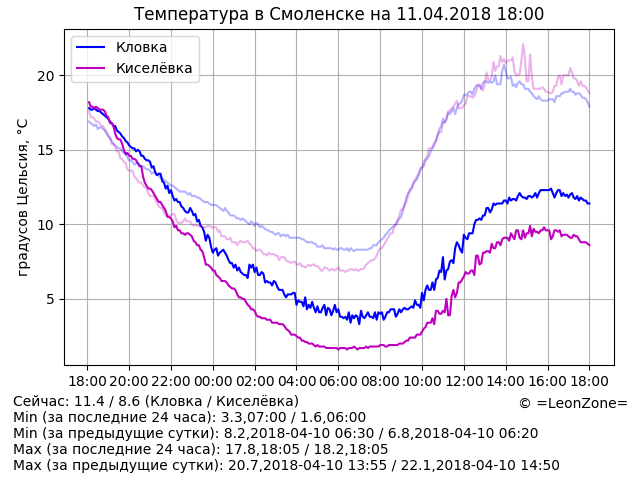 Температура в Смоленске на 11.04.2018 18:00
Кловка
Киселёвка
градусов Цельсия, °C
20
15
10
5
18:00 20:00 22:00 00:00 02:00 04:00 06:00 08:00 10:00 12:00 14:00 16:00 18:00
Сейчас: 11.4 / 8.6 (Кловка / Киселёвка)
© =LeonZone=
Min (за последние 24 часа): 3.3,07:00 / 1.6,06:00
Min (за предыдущие сутки): 8.2,2018-04-10 06:30 / 6.8,2018-04-10 06:20
Max (за последние 24 часа): 17.8,18:05 / 18.2,18:05
Max (за предыдущие сутки): 20.7,2018-04-10 13:55 / 22.1,2018-04-10 14:50